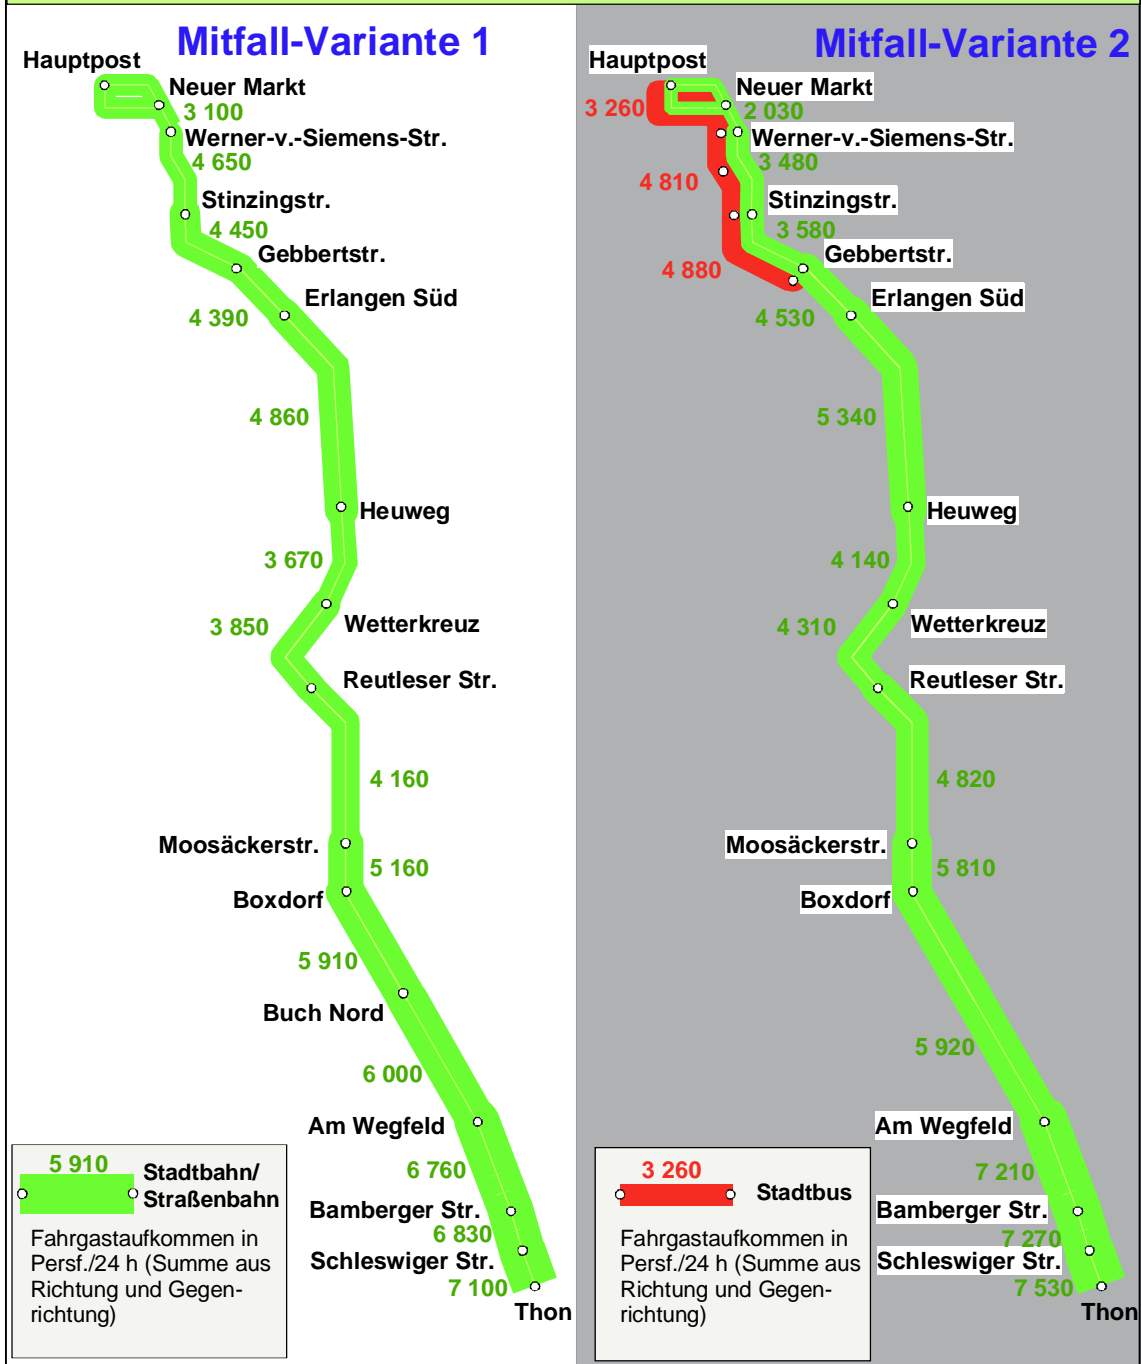 Mitfall-Variante 1
Hauptpost
Neuer Markt
3 100
Werner-v.-Siemens-Str.
4 650
Stinzingstr.
4 450
Gebbertstr.
Erlangen Süd
4 390
4 860
Heuweg
3 670
Wetterkreuz
3 850
Reutleser Str.
4 160
Moosäckerstr.
5 160
Boxdorf
5 910
Buch Nord
6 000
Am Wegfeld
6 760
Bamberger Str.
6 830
Schleswiger Str.
7 100
Thon
5 910
Stadtbahn/
Straßenbahn
Fahrgastaufkommen in
Persf./24 h (Summe aus
Richtung und Gegen-
richtung)
Mitfall-Variante 2
Hauptpost
Neuer Markt
3 260
2 030
Werner-v.-Siemens-Str.
3 480
4 810
Stinzingstr.
3 580
Gebbertstr.
4 880
Erlangen Süd
4 530
5 340
Heuweg
4 140
Wetterkreuz
4 310
Reutleser Str.
4 820
Moosäckerstr.
5 810
Boxdorf
5 920
Am Wegfeld
7 210
Bamberger Str.
7 270
Schleswiger Str.
7 530
Thon
3 260
Stadtbus
Fahrgastaufkommen in
Persf./24 h (Summe aus
Richtung und Gegen-
richtung)